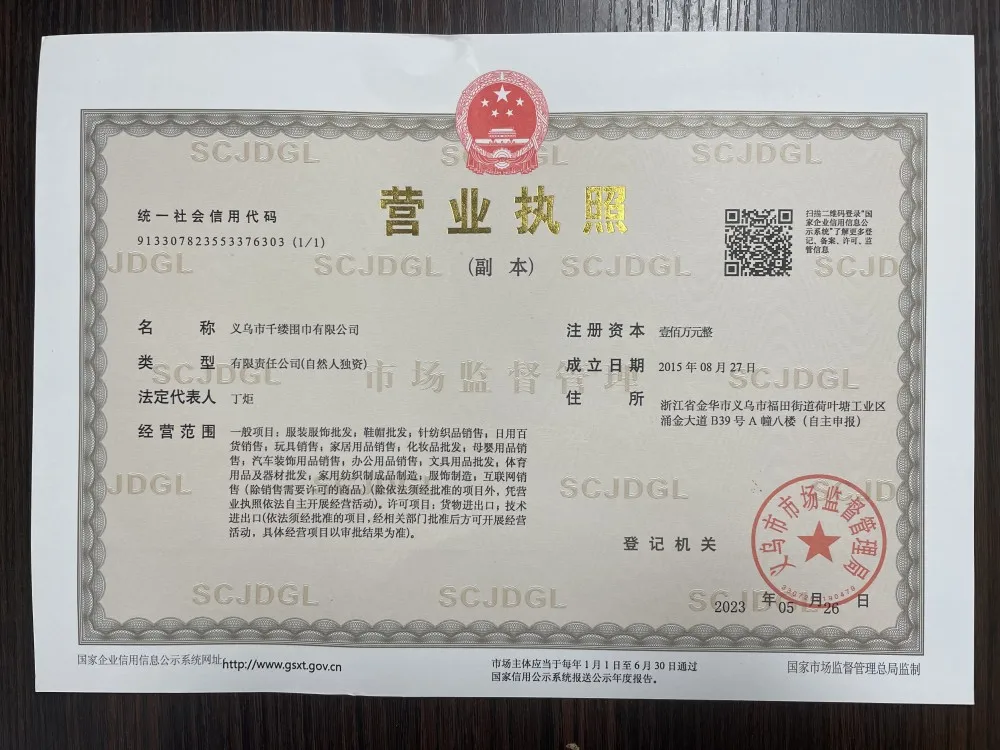 SCJDGL
SCJDGL
SCJDGL
营业执照
(副 本)
统一社会信用代码
913307823553376303 (1/1)
扫描二维码登录“国
家企业信用信息公
示系统”了解更多登
记、备案、许可、监
管信息
JDGL
SCJDGL
SCJDGL
SCJD
名 称 义乌市千缕围巾有限公司
类 型 有限责任公司(自然人独资)
法定代表人 丁炬
经营范围 一般项目：服装服饰批发；鞋帽批发；针纺织品销售；日用百
货销售；玩具销售；家居用品销售；化妆品批发；母婴用品销
售；汽车装饰用品销售；办公用品销售；文具用品批发；体育
用品及器材批发；家用纺织制成品制造；服饰制造；互联网销
售（除销售需要许可的商品）(除依法须经批准的项目外，凭营
业执照依法自主开展经营活动)。许可项目：货物进出口；技术
进出口(依法须经批准的项目,经相关部门批准后方可开展经营
活动，具体经营项目以审批结果为准)。
注册资本 壹佰万元整
成立日期 2015 年 08 月 27 日
住 所 浙江省金华市义乌市福田街道荷叶塘工业区
涌金大道 B39 号 A 幢八楼（自主申报）
SCJDGL
市场监督管理
SCJDGL
JDGL
SCJDGL
登记机关
义乌市市场监督管理局
2023 年 05 月 26 日
SCJDGL
SCJDGL
SCJDGL
国家企业信用信息公示系统网址http://www.gsxt.gov.cn
市场主体应当于每年 1 月 1 日至 6 月 30 日通过
国家信用公示系统报送公示年度报告。
国家市场监督管理总局监制